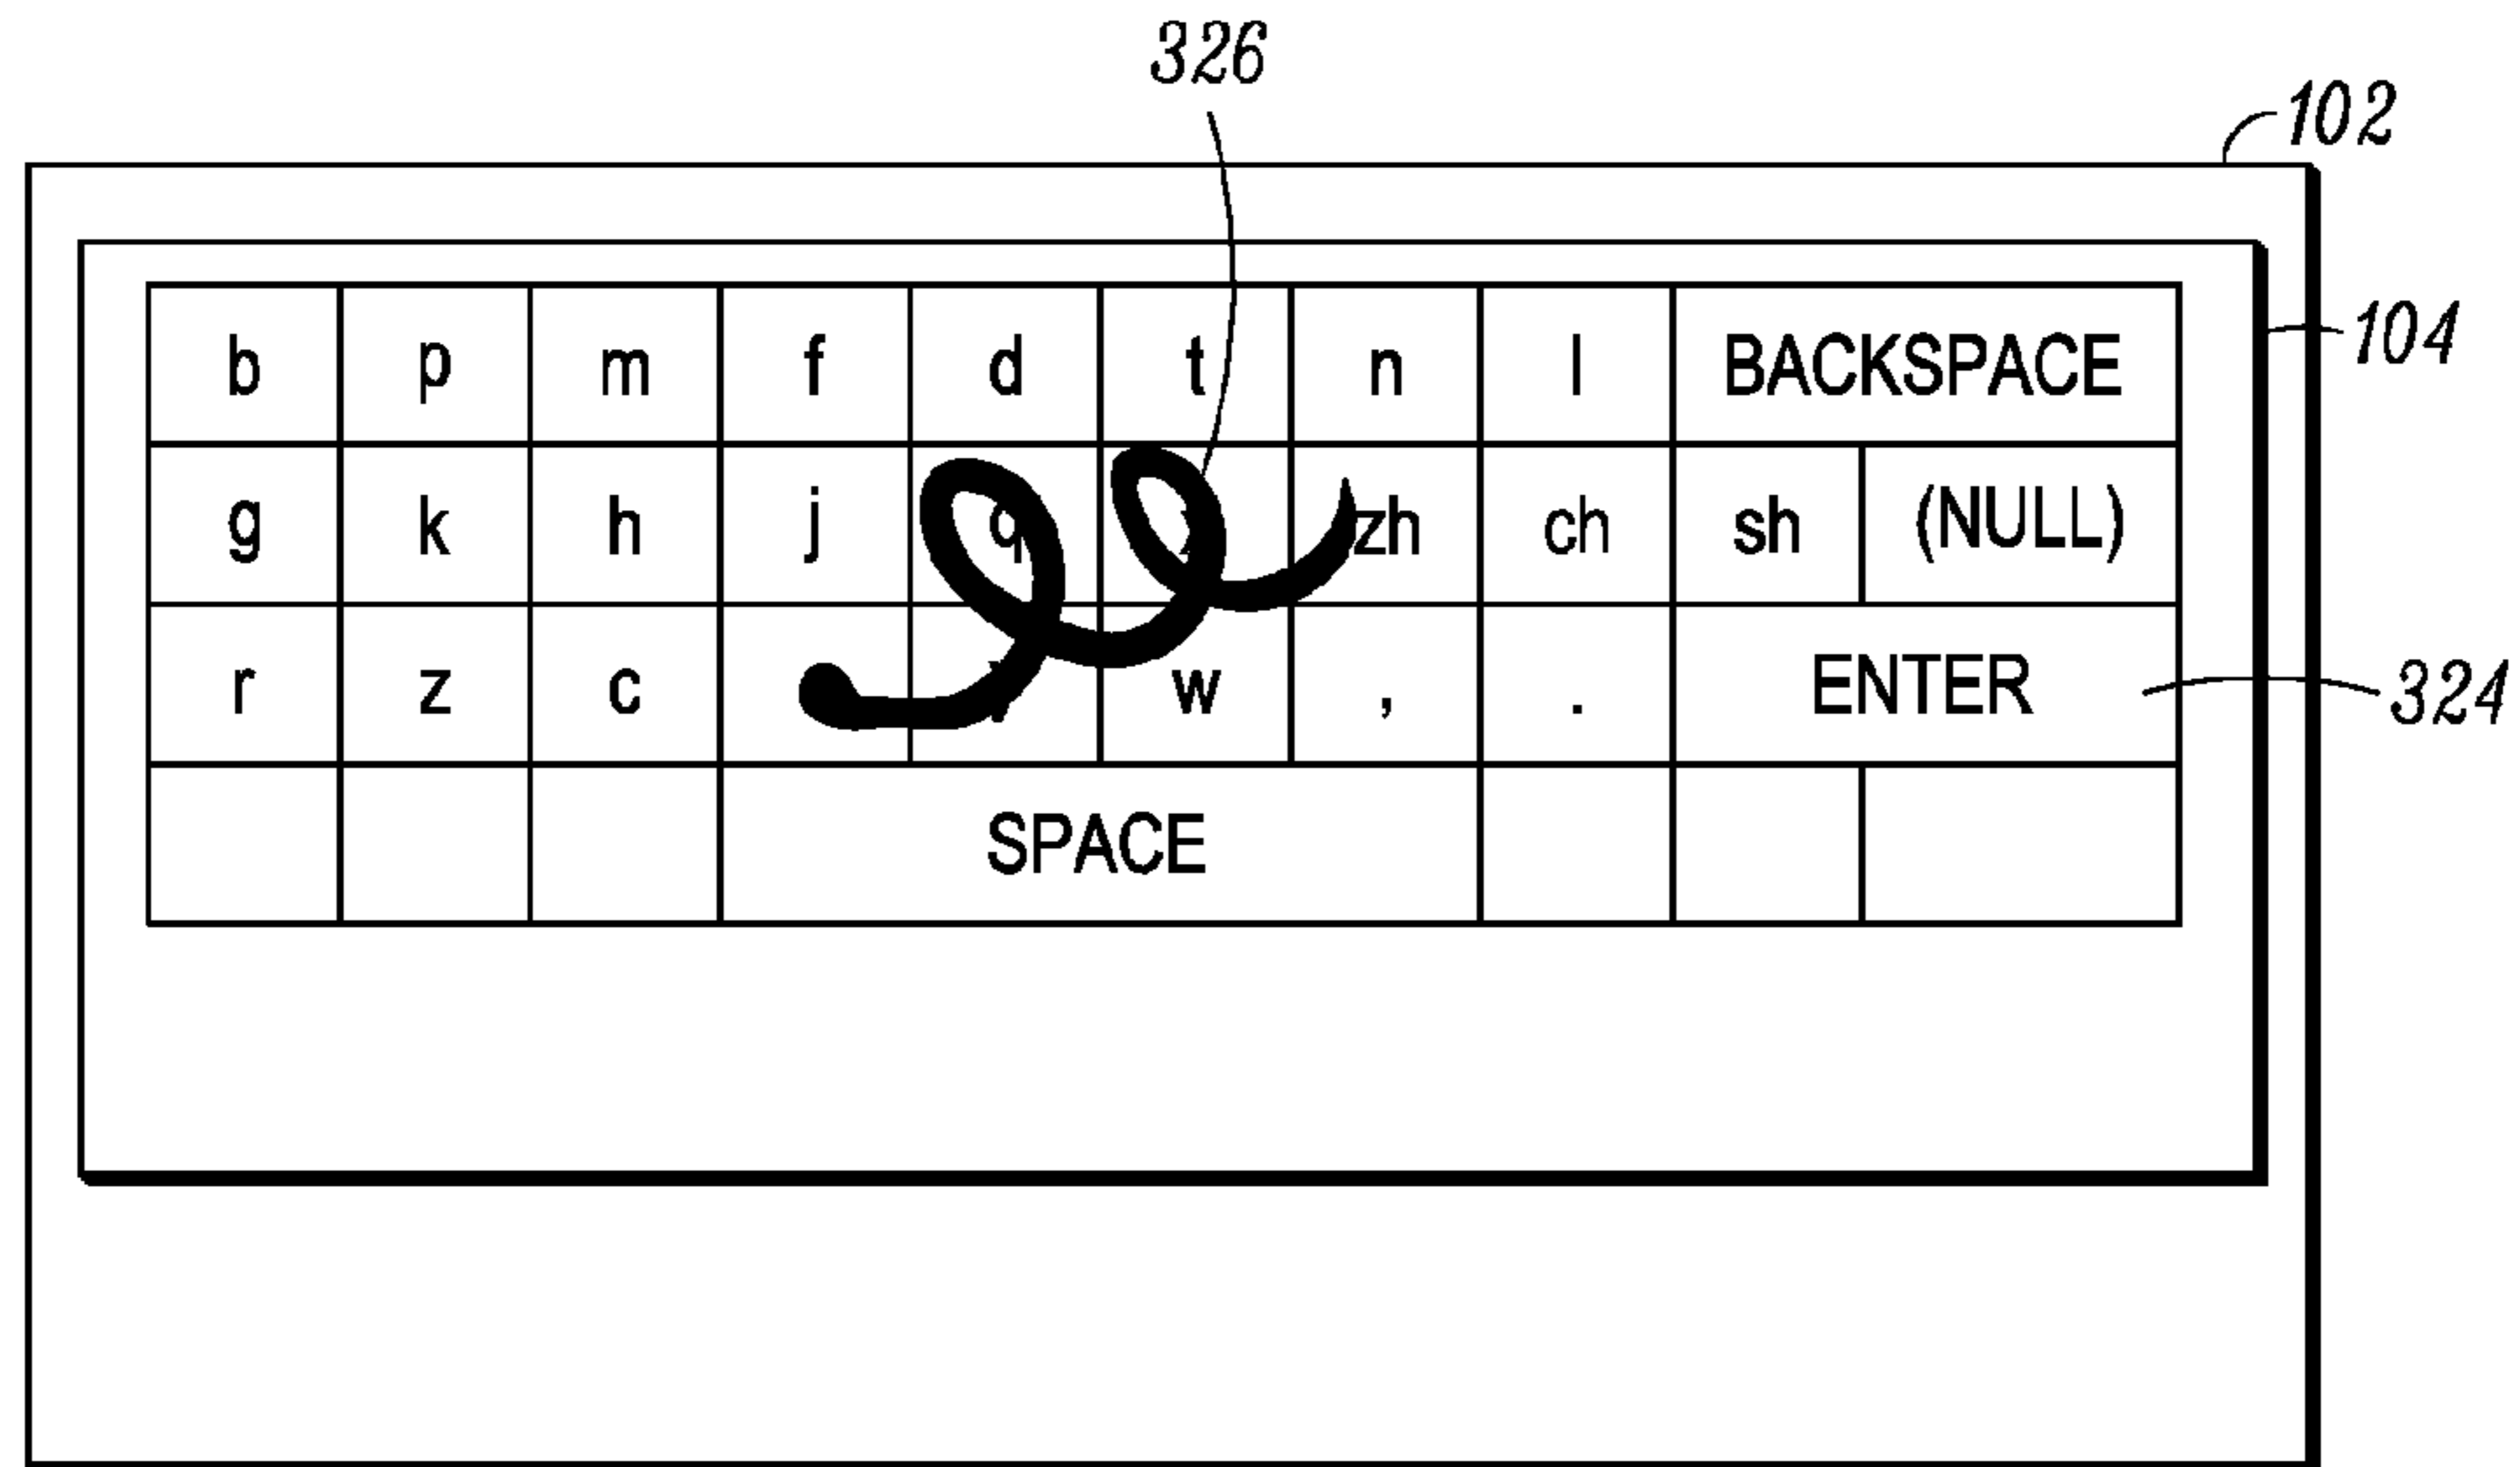 326
102
b p m f d t n l BACKSPACE
104
g k h j q zh ch sh (NULL)
r z c w , . ENTER
324
SPACE